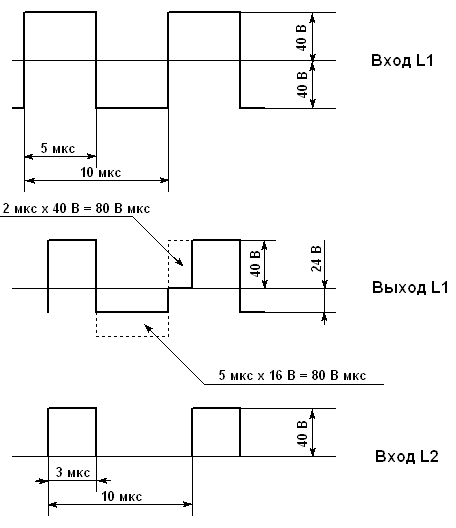 40 В
Вход L1
40 В
5 мкс
10 мкс
2 мкс х 40 В = 80 В мкс
40 В
24 В
Выход L1
5 мкс х 16 В = 80 В мкс
40 В
Вход L2
3 мкс
10 мкс